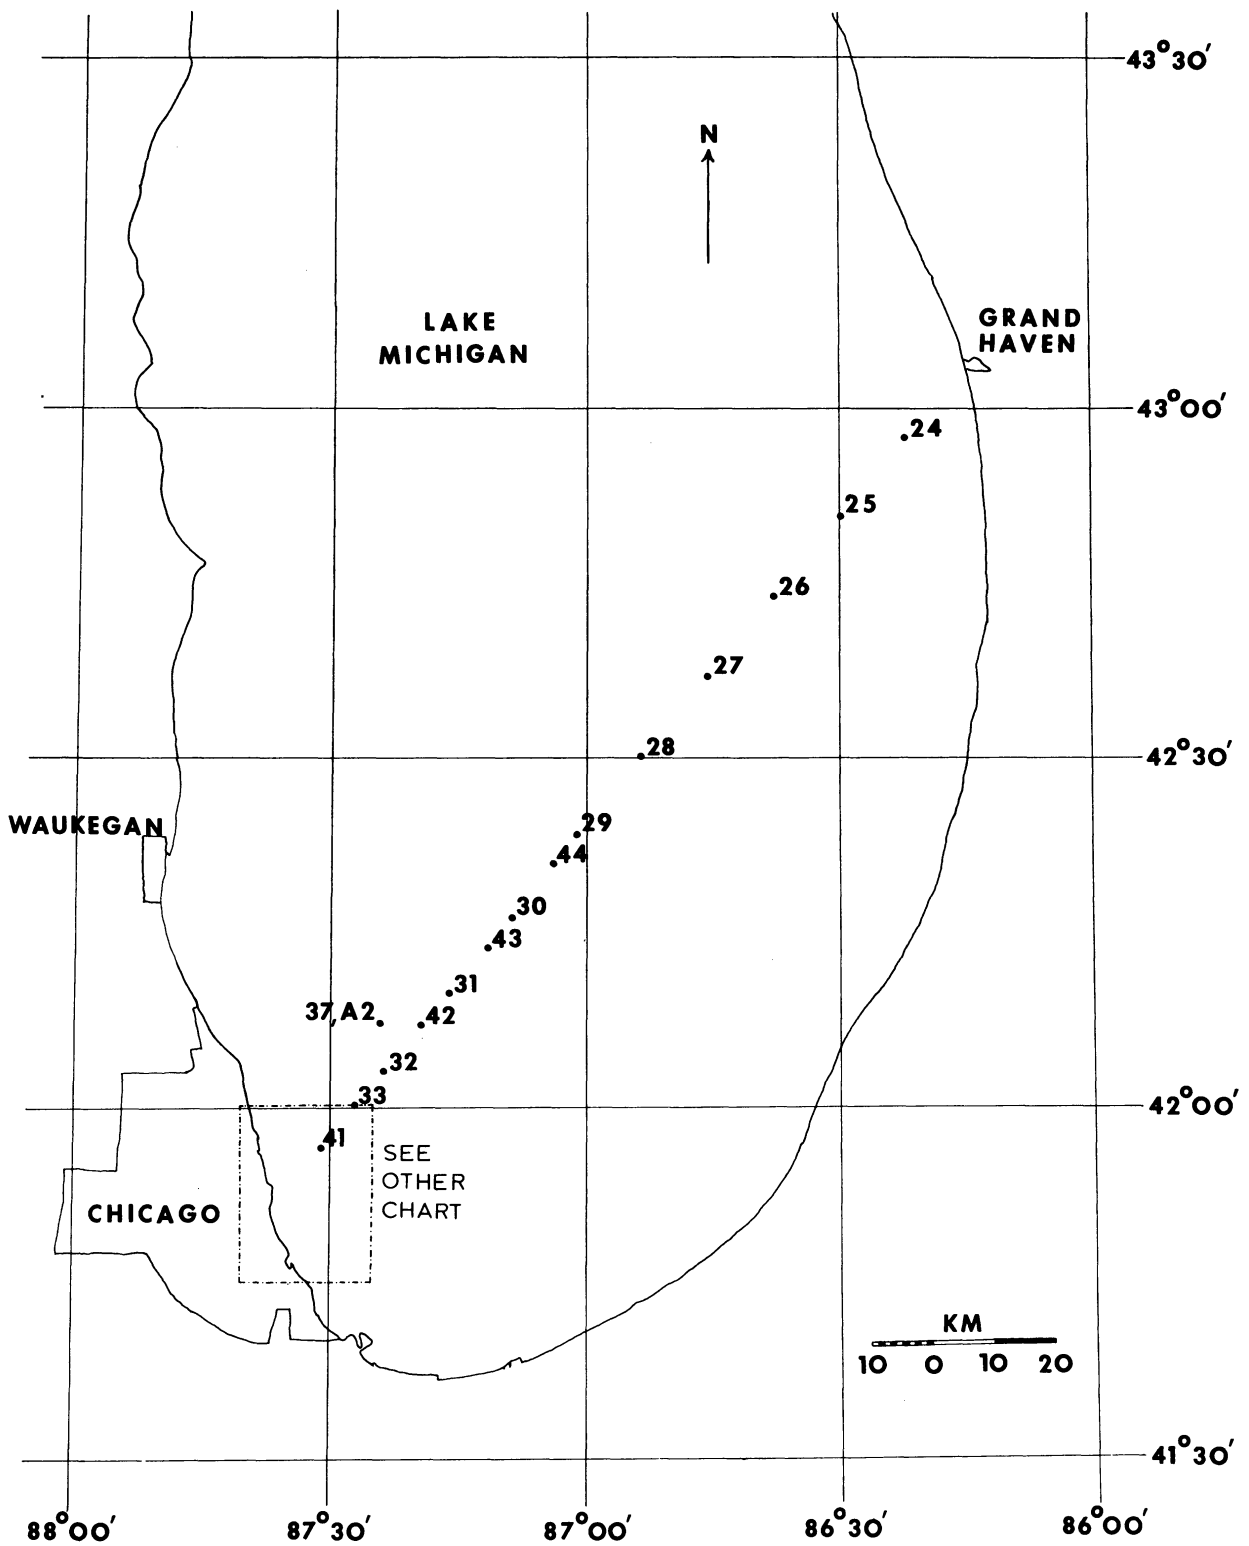 43°30′
N
LAKE
MICHIGAN
GRAND
HAVEN
43°00′
24
25
26
27
28
42°30′
WAUKEGAN
29
44
30
43
31
37,A2
42
32
33
42°00′
41
SEE
OTHER
CHART
CHICAGO
KM
10 0 10 20
41°30′
88°00′ 87°30′ 87°00′ 86°30′ 86°00′